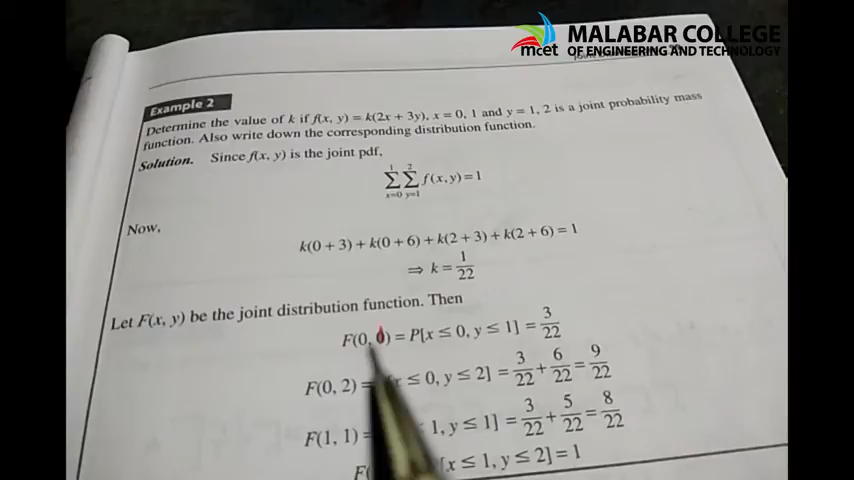 MALABAR COLLEGE
mcet OF ENGINEERING AND TECHNOLOGY
Example 2
Determine the value of k if f(x, y) = k(2x + 3y), x = 0, 1 and y = 1, 2 is a joint probability mass
function. Also write down the corresponding distribution function.
Solution. Since f(x, y) is the joint pdf,
∑_{x=0}^{1} ∑_{y=1}^{2} f(x, y) = 1
Now,
k(0 + 3) + k(0 + 6) + k(2 + 3) + k(2 + 6) = 1
⇒ k = 1/22
Let F(x, y) be the joint distribution function. Then
F(0, 0) = P[x ≤ 0, y ≤ 1] = 3/22
F(0, 2) = x ≤ 0, y ≤ 2] = 3/22 + 6/22 = 9/22
F(1, 1) = 1, y ≤ 1] = 3/22 + 5/22 = 8/22
F( [x ≤ 1, y ≤ 2] = 1